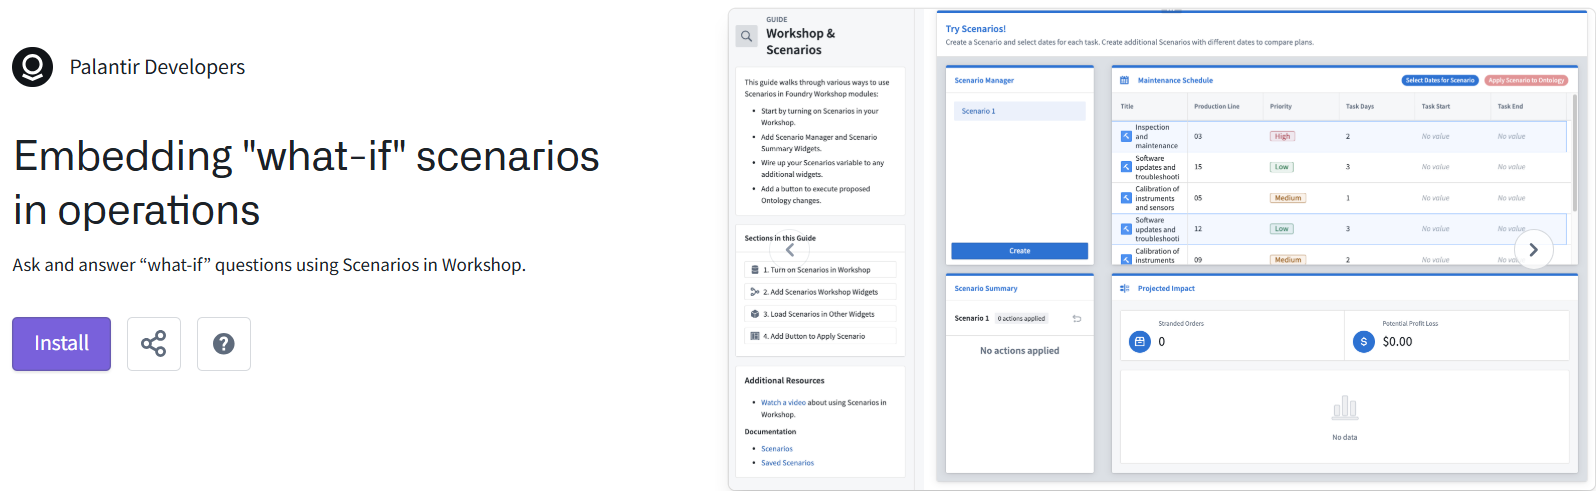 Palantir Developers
Embedding "what-if" scenarios
in operations
Ask and answer “what-if” questions using Scenarios in Workshop.
Install
GUIDE
Workshop &
Scenarios
This guide walks through various ways to use
Scenarios in Foundry Workshop modules:
• Start by turning on Scenarios in your
Workshop.
• Add Scenario Manager and Scenario
Summary Widgets.
• Wire up your Scenarios variable to any
additional widgets.
• Add a button to execute proposed
Ontology changes.
Sections in this Guide
1. Turn on Scenarios in Workshop
2. Add Scenarios Workshop Widgets
3. Load Scenarios in Other Widgets
4. Add Button to Apply Scenario
Additional Resources
• Watch a video about using Scenarios in
Workshop.
Documentation
• Scenarios
• Saved Scenarios
Try Scenarios!
Create a Scenario and select dates for each task. Create additional Scenarios with different dates to compare plans.
Scenario Manager
Scenario 1
Create
Maintenance Schedule
Select Dates for Scenario
Apply Scenario to Ontology
Title Production Line Priority Task Days Task Start Task End
Inspection
and
maintenance
03 High 2 No value No value
Software
updates and
troubleshooti
15 Low 3 No value No value
Calibration of
instruments
and sensors
05 Medium 1 No value No value
Software
updates and
troubleshooti
12 Low 3 No value No value
Calibration of
instruments
09 Medium 2 No value
Scenario Summary
Scenario 1 0 actions applied
No actions applied
Projected Impact
Stranded Orders
0
Potential Profit Loss
$ $0.00
No data